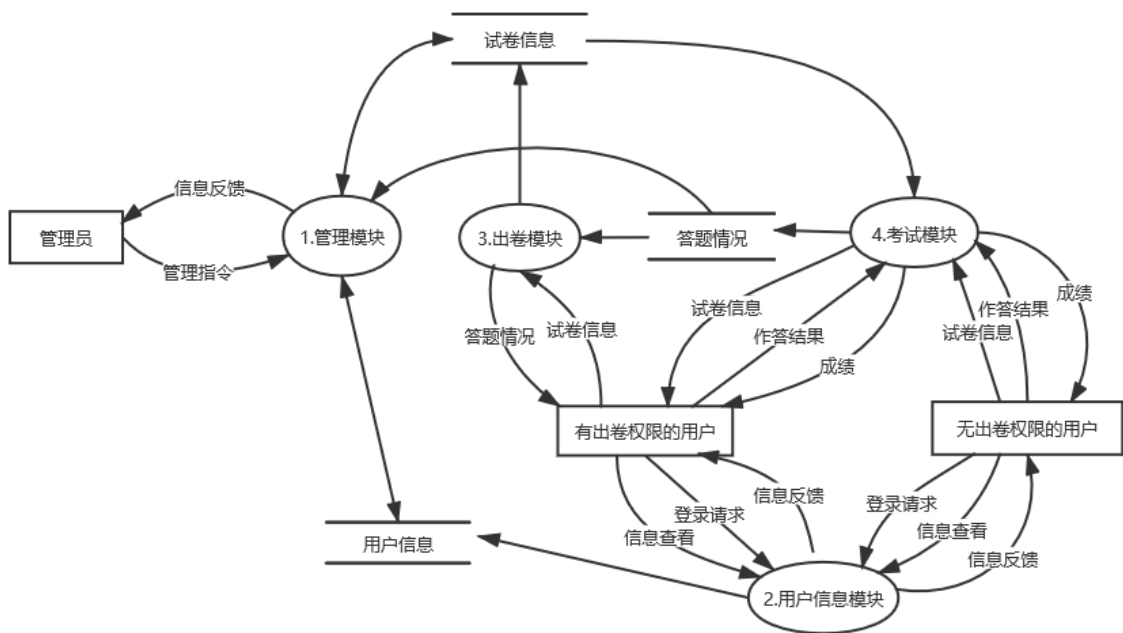 试卷信息
信息反馈
管理员
1.管理模块
3.出卷模块
答题情况
4.考试模块
管理指令
成绩
试卷信息
作答结果
答题情况
试卷信息
作答结果
试卷信息
成绩
有出卷权限的用户
无出卷权限的用户
信息反馈
登录请求
登录请求
信息查看
信息查看
用户信息
信息反馈
2.用户信息模块